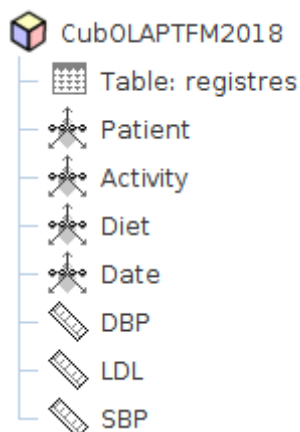 CubOLAPTFM2018
Table: registres
Patient
Activity
Diet
Date
DBP
LDL
SBP